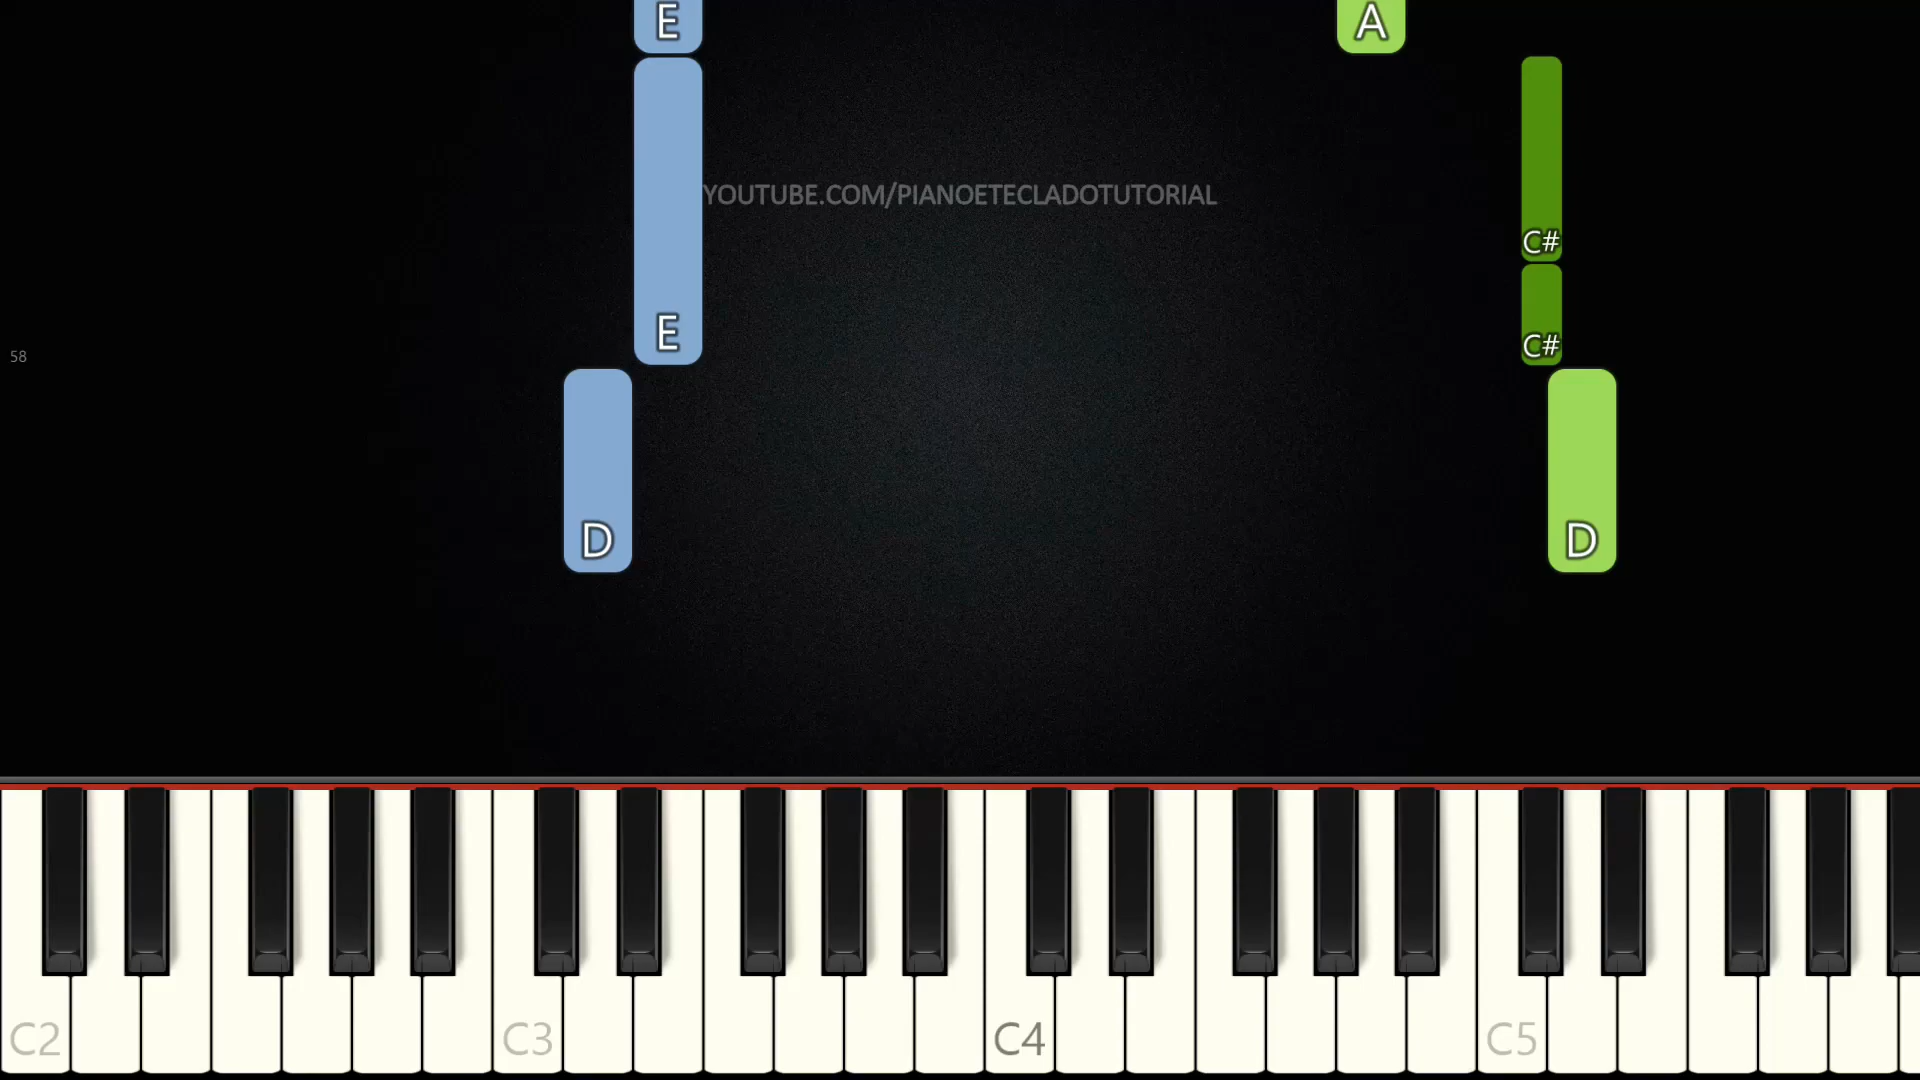 E
A
YOUTUBE.COM/PIANOETECLADOTUTORIAL
C#
E
C#
58
D
D
C2
C3
C4
C5